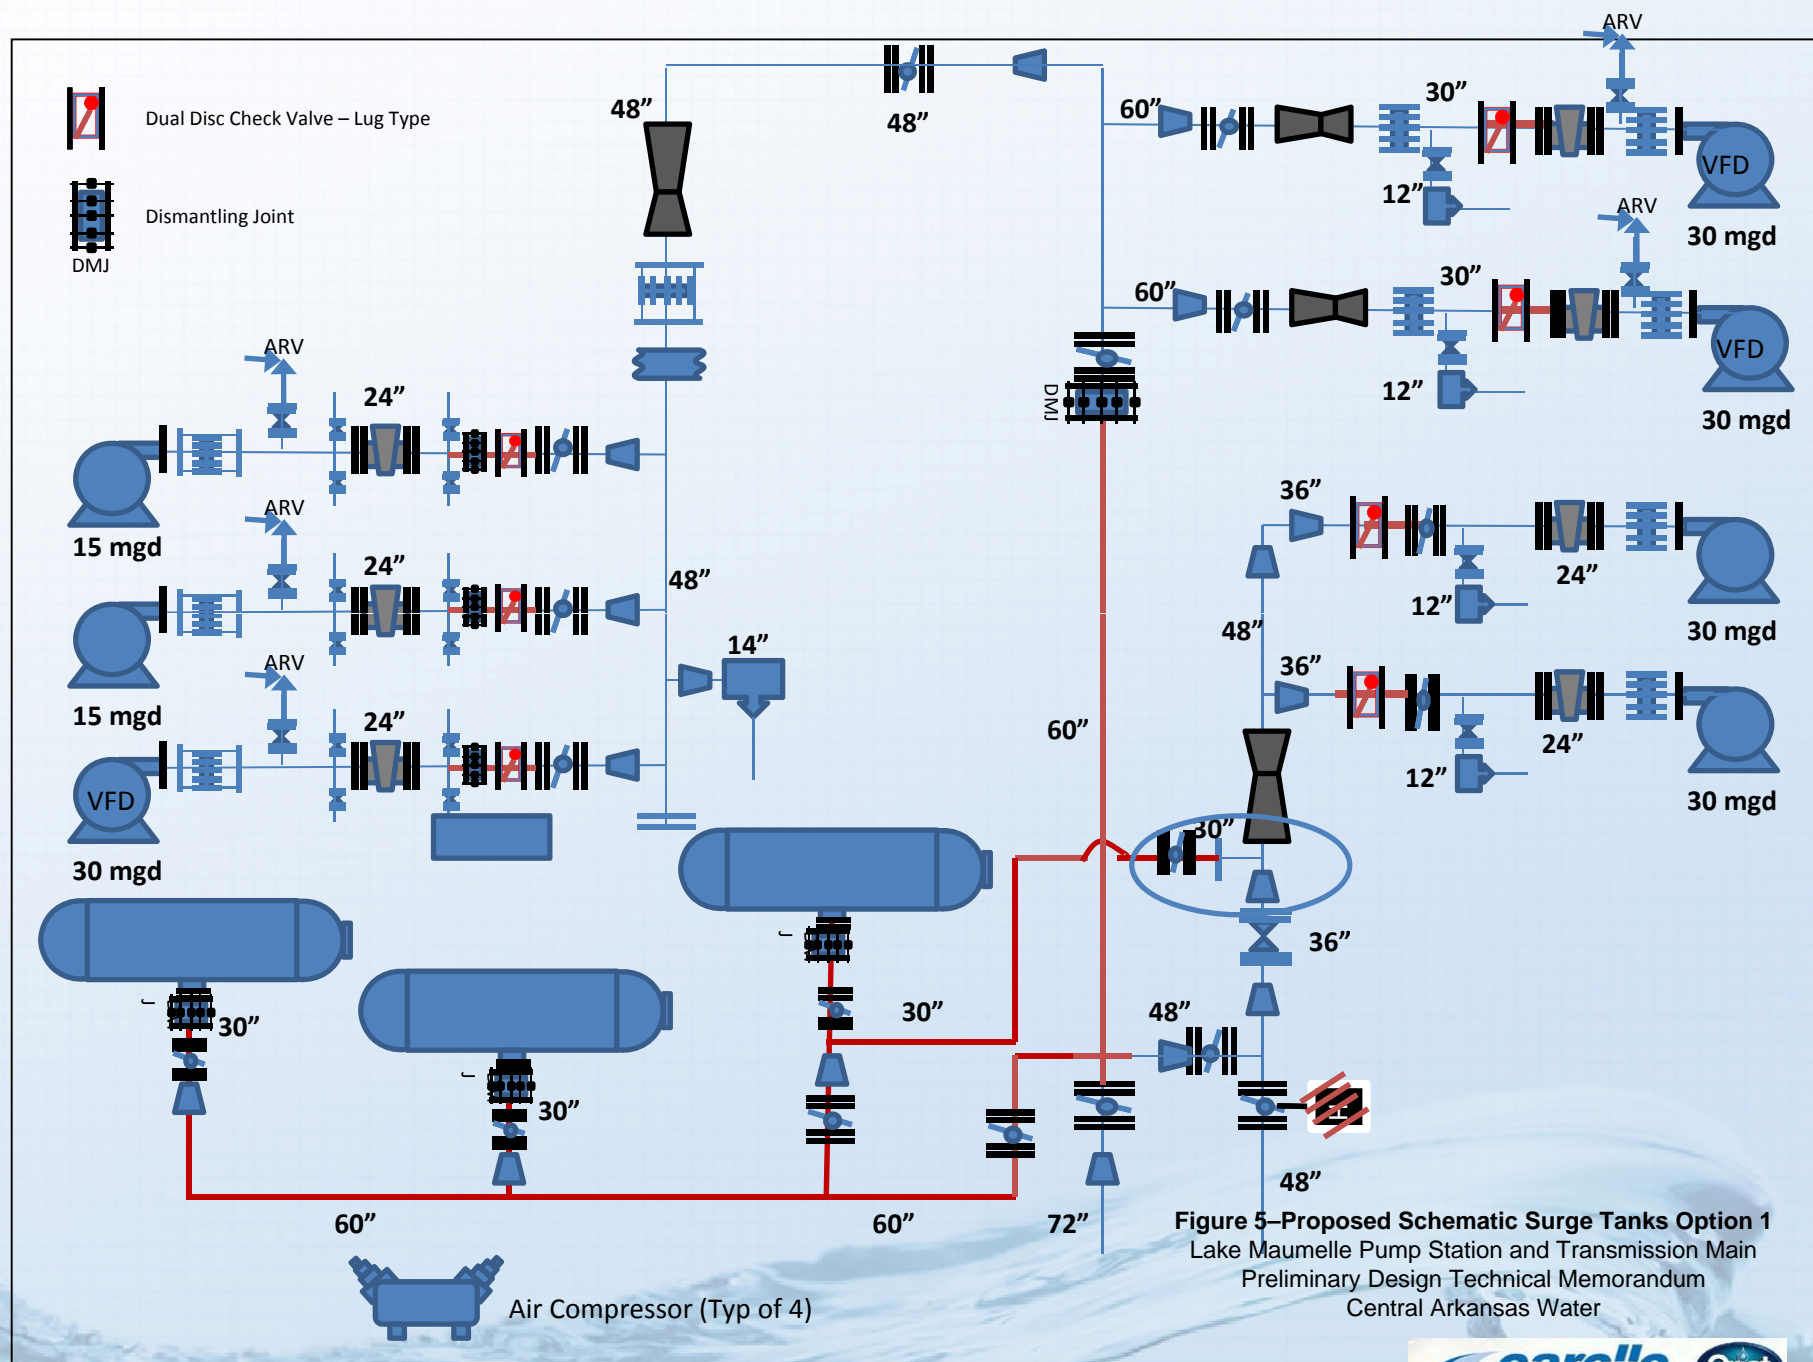 ARV
Dual Disc Check Valve – Lug Type
Dismantling Joint
DMJ
48”
48”
60”
30”
12”
VFD
30 mgd
ARV
60”
30”
12”
VFD
30 mgd
DMJ
ARV
24”
15 mgd
ARV
24”
15 mgd
48”
ARV
24”
VFD
30 mgd
14”
36”
24”
12”
30 mgd
48”
36”
24”
12”
30 mgd
60”
30”
36”
J
J
J
30”
30”
30”
48”
H
48”
60”
60”
72”
Air Compressor (Typ of 4)
Figure 5–Proposed Schematic Surge Tanks Option 1
Lake Maumelle Pump Station and Transmission Main
Preliminary Design Technical Memorandum
Central Arkansas Water